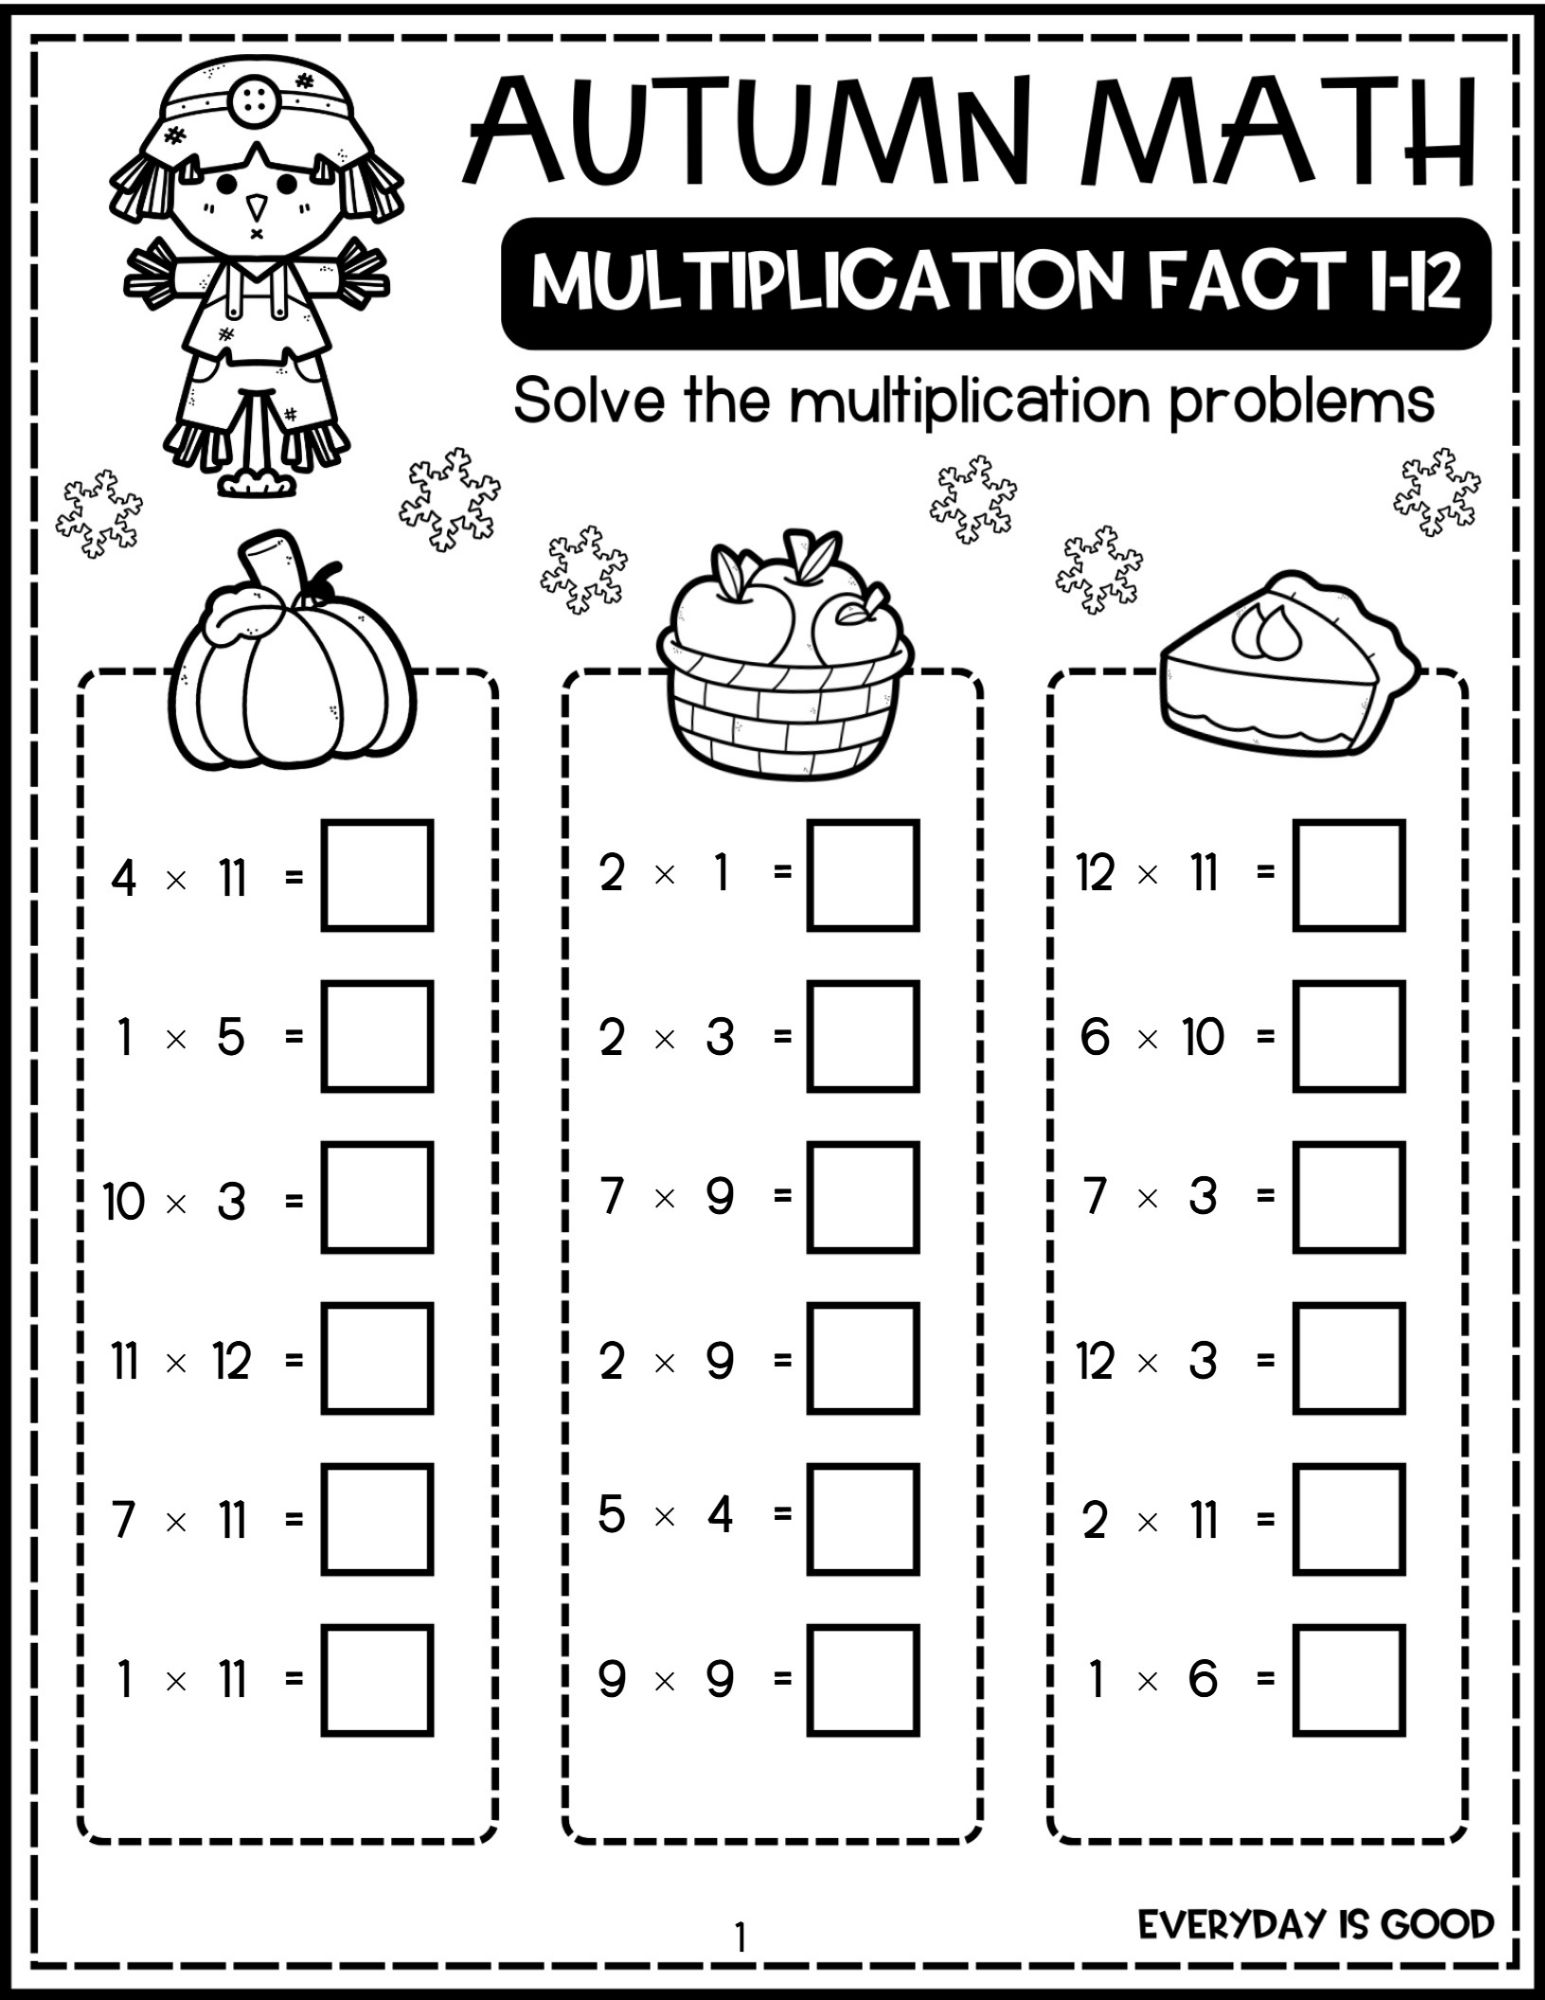 AUTUMN MATH
MULTIPLICATION FACT 1-12
Solve the multiplication problems
4 × 11 =
1 × 5 =
10 × 3 =
11 × 12 =
7 × 11 =
1 × 11 =
2 × 1 =
2 × 3 =
7 × 9 =
2 × 9 =
5 × 4 =
9 × 9 =
12 × 11 =
6 × 10 =
7 × 3 =
12 × 3 =
2 × 11 =
1 × 6 =
1
EVERYDAY IS GOOD